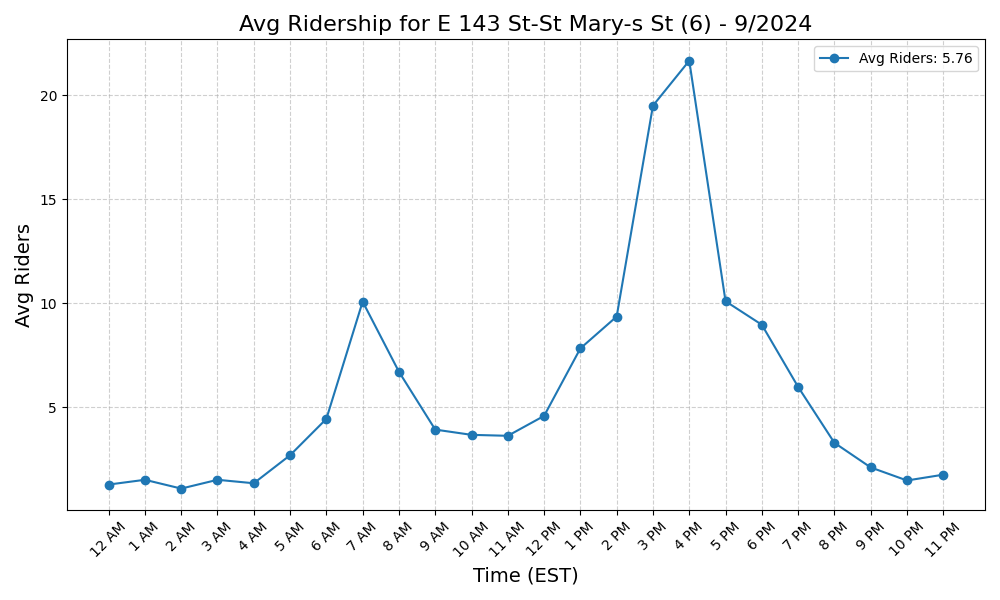 Avg Ridership for E 143 St-St Mary-s St (6) - 9/2024
Avg Riders: 5.76
Avg Riders
20
15
10
5
12 AM
1 AM
2 AM
3 AM
4 AM
5 AM
6 AM
7 AM
8 AM
9 AM
10 AM
11 AM
12 PM
1 PM
2 PM
3 PM
4 PM
5 PM
6 PM
7 PM
8 PM
9 PM
10 PM
11 PM
Time (EST)